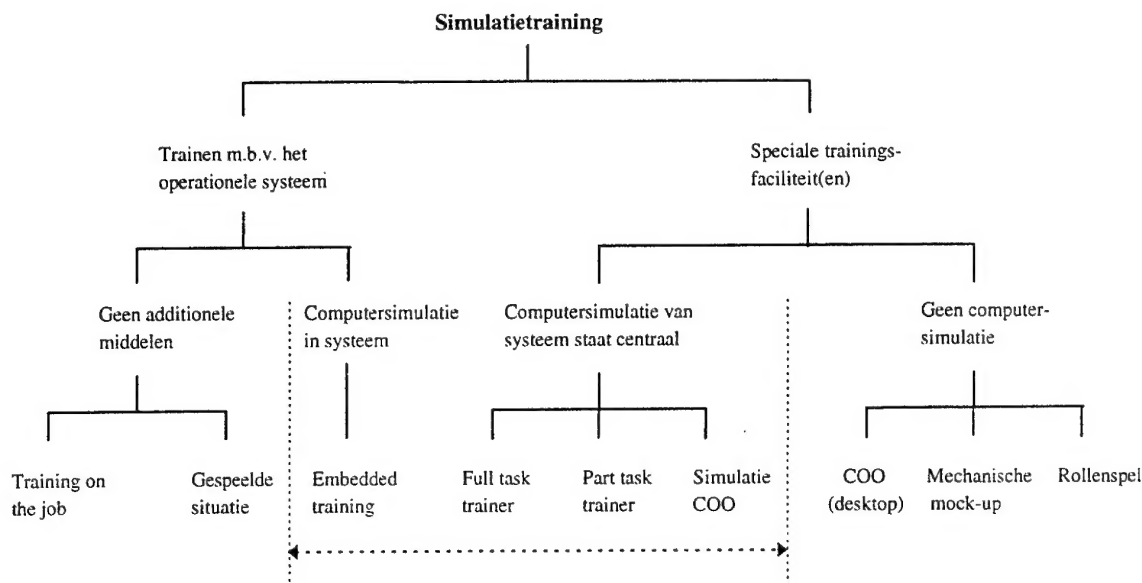 Simulatietraining
Trainen m.b.v. het
operationele systeem
Speciale trainings-
faciliteit(en)
Geen additionele
middelen
Computersimulatie
in systeem
Computersimulatie van
systeem staat centraal
Geen computer-
simulatie
Training on
the job
Gespeelde
situatie
Embedded
training
Full task
trainer
Part task
trainer
Simulatie
COO
COO
(desktop)
Mechanische
mock-up
Rollenspel